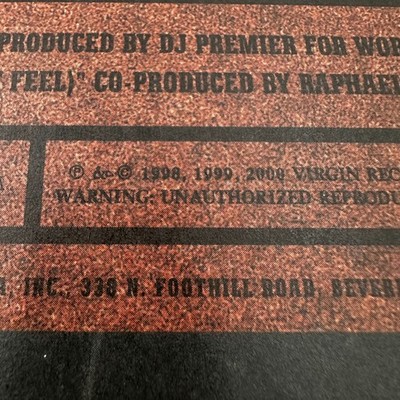 PRODUCED BY DJ PREMIER FOR WOR
FEEL)" CO-PRODUCED BY RAPHAEL
℗ & © 1998, 1999, 2000 VIRGIN REC
WARNING: UNAUTHORIZED REPRODU
INC., 338 N. FOOTHILL ROAD, BEVER